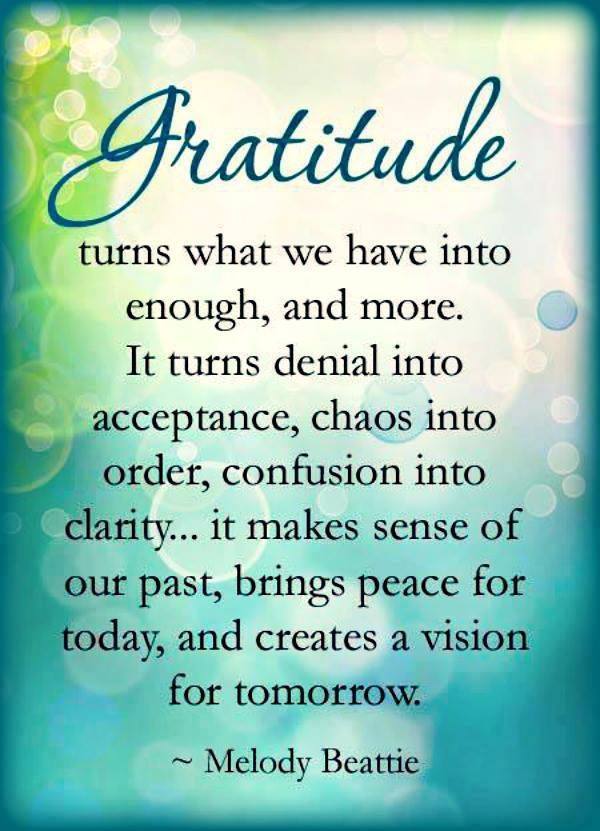 Gratitude
turns what we have into
enough, and more.
It turns denial into
acceptance, chaos into
order, confusion into
clarity... it makes sense of
our past, brings peace for
today, and creates a vision
for tomorrow.
~ Melody Beattie